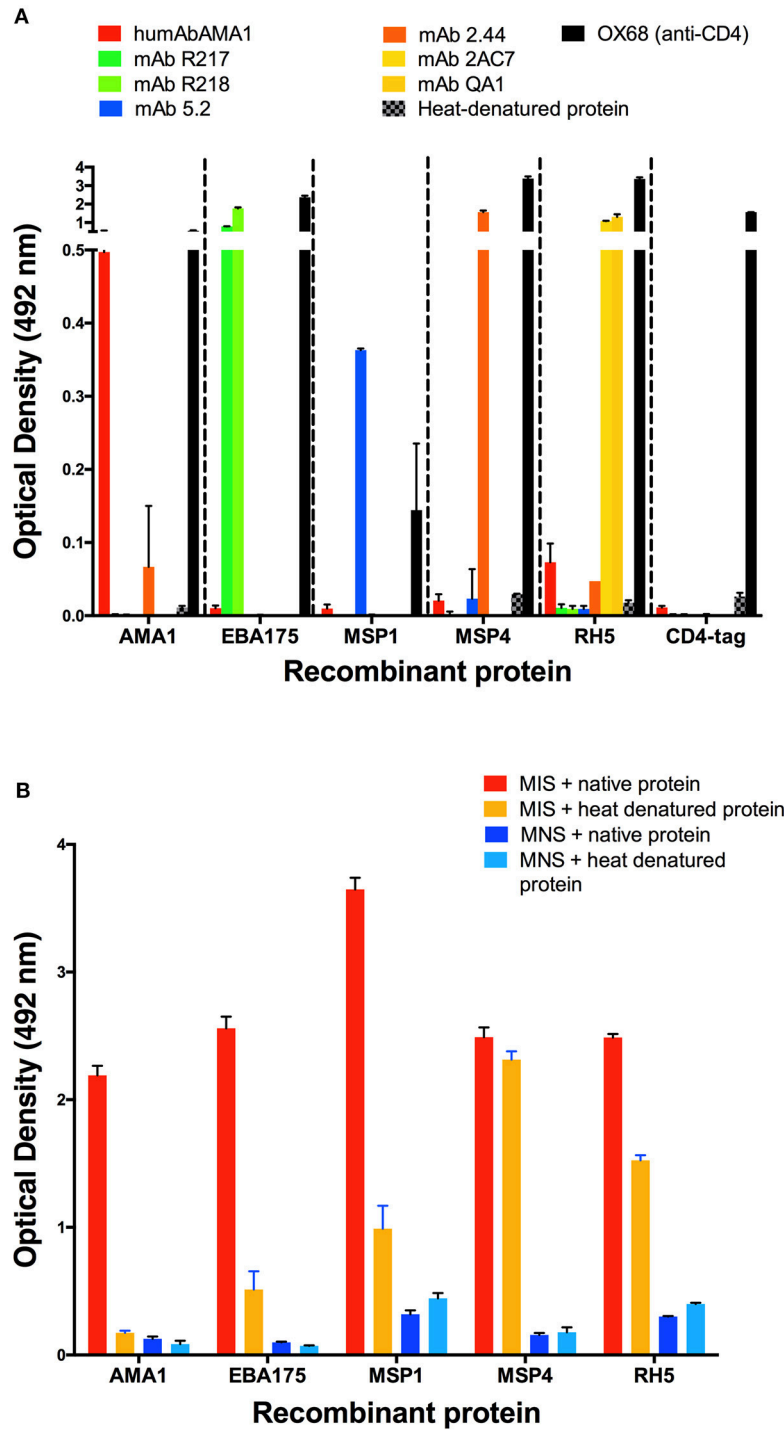 A
humAbAMA1
mAb R217
mAb R218
mAb 5.2
mAb 2.44
mAb 2AC7
mAb QA1
Heat-denatured protein
OX68 (anti-CD4)
Optical Density (492 nm)
4
3
2
1
0.5
0.4
0.3
0.2
0.1
0.0
AMA1 EBA175 MSP1 MSP4 RH5 CD4-tag
Recombinant protein
B
MIS + native protein
MIS + heat denatured protein
MNS + native protein
MNS + heat denatured
protein
Optical Density (492 nm)
4
3
2
1
0
AMA1 EBA175 MSP1 MSP4 RH5
Recombinant protein